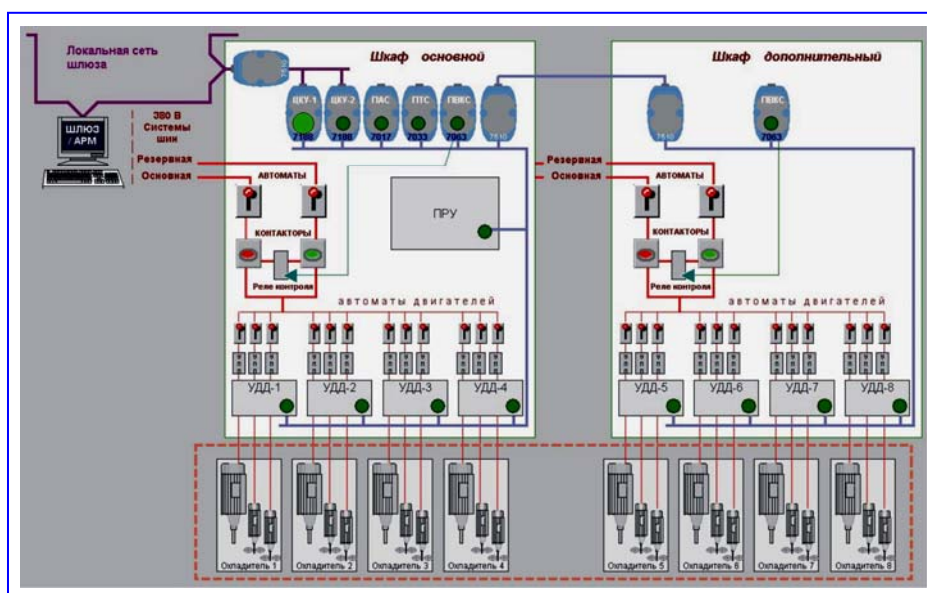 Локальная сеть
шлюза
ШЛЮЗ
/ АРМ
380 В
Системы
шин
Резервная
Основная
Шкаф основной
7510
ЦКУ-1
7188
ЦКУ-2
7188
ПАС
7017
ПТС
7033
ПВКС
7063
7510
АВТОМАТЫ
КОНТАКТОРЫ
Реле контроля
ПРУ
автоматы двигателей
УДД-1
УДД-2
УДД-3
УДД-4
Шкаф дополнительный
7510
ПВКС
7063
Резервная
Основная
АВТОМАТЫ
КОНТАКТОРЫ
Реле контроля
автоматы двигателей
УДД-5
УДД-6
УДД-7
УДД-8
Охладитель 1
Охладитель 2
Охладитель 3
Охладитель 4
Охладитель 5
Охладитель 6
Охладитель 7
Охладитель 8